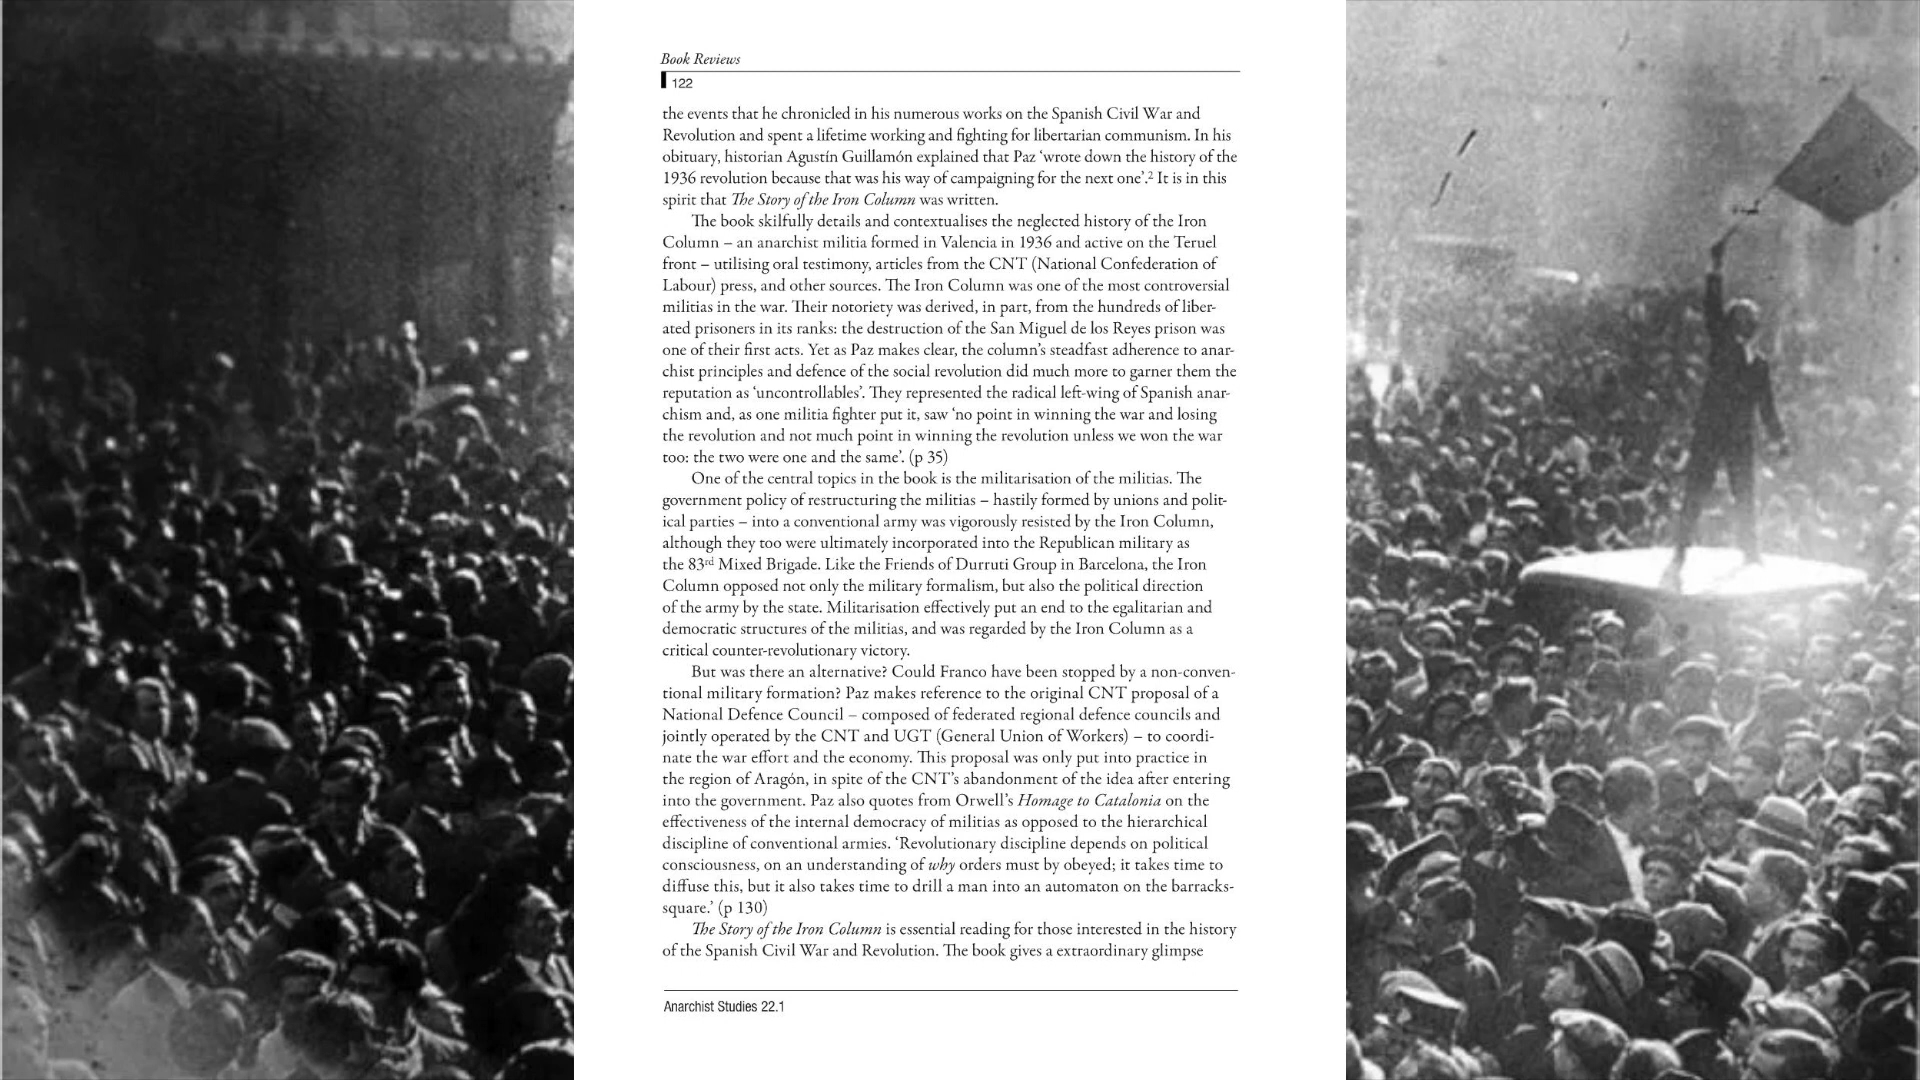 Book Reviews
122
the events that he chronicled in his numerous works on the Spanish Civil War and
Revolution and spent a lifetime working and fighting for libertarian communism. In his
obituary, historian Agustín Guillamón explained that Paz ‘wrote down the history of the
1936 revolution because that was his way of campaigning for the next one’.² It is in this
spirit that The Story of the Iron Column was written.
The book skilfully details and contextualises the neglected history of the Iron
Column – an anarchist militia formed in Valencia in 1936 and active on the Teruel
front – utilising oral testimony, articles from the CNT (National Confederation of
Labour) press, and other sources. The Iron Column was one of the most controversial
militias in the war. Their notoriety was derived, in part, from the hundreds of liber-
ated prisoners in its ranks: the destruction of the San Miguel de los Reyes prison was
one of their first acts. Yet as Paz makes clear, the column’s steadfast adherence to anar-
chist principles and defence of the social revolution did much more to garner them the
reputation as ‘uncontrollables’. They represented the radical left-wing of Spanish anar-
chism and, as one militia fighter put it, saw ‘no point in winning the war and losing
the revolution and not much point in winning the revolution unless we won the war
too: the two were one and the same’. (p 35)
One of the central topics in the book is the militarisation of the militias. The
government policy of restructuring the militias – hastily formed by unions and polit-
ical parties – into a conventional army was vigorously resisted by the Iron Column,
although they too were ultimately incorporated into the Republican military as
the 83rd Mixed Brigade. Like the Friends of Durruti Group in Barcelona, the Iron
Column opposed not only the military formalism, but also the political direction
of the army by the state. Militarisation effectively put an end to the egalitarian and
democratic structures of the militias, and was regarded by the Iron Column as a
critical counter-revolutionary victory.
But was there an alternative? Could Franco have been stopped by a non-conven-
tional military formation? Paz makes reference to the original CNT proposal of a
National Defence Council – composed of federated regional defence councils and
jointly operated by the CNT and UGT (General Union of Workers) – to coordi-
nate the war effort and the economy. This proposal was only put into practice in
the region of Aragón, in spite of the CNT’s abandonment of the idea after entering
into the government. Paz also quotes from Orwell’s Homage to Catalonia on the
effectiveness of the internal democracy of militias as opposed to the hierarchical
discipline of conventional armies. ‘Revolutionary discipline depends on political
consciousness, on an understanding of why orders must by obeyed; it takes time to
diffuse this, but it also takes time to drill a man into an automaton on the barracks-
square.’ (p 130)
The Story of the Iron Column is essential reading for those interested in the history
of the Spanish Civil War and Revolution. The book gives a extraordinary glimpse
Anarchist Studies 22.1